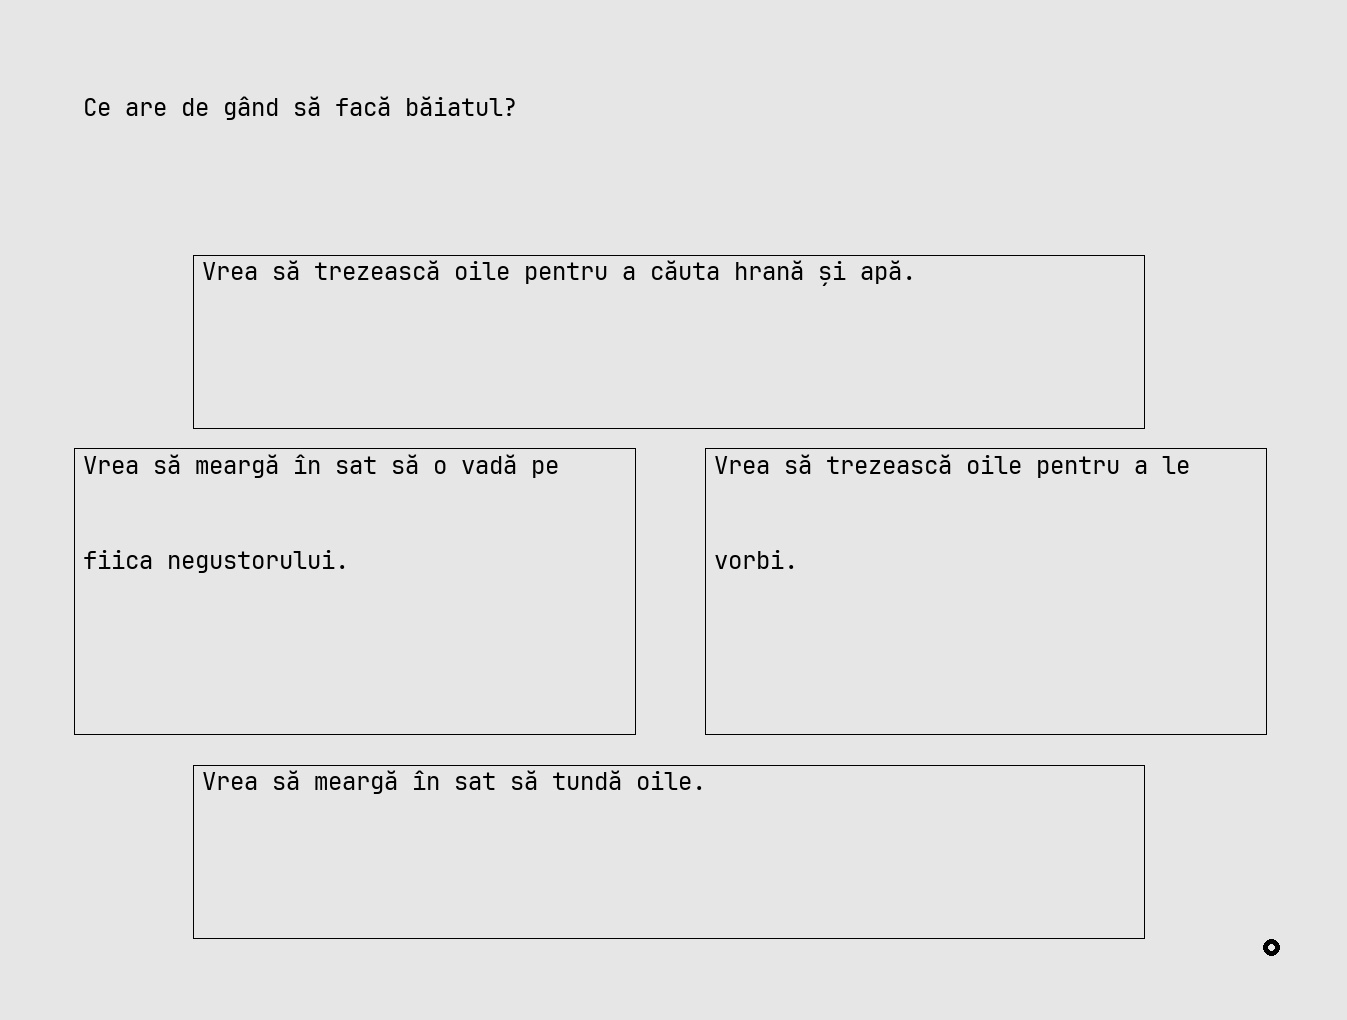 Ce are de gând să facă băiatul?
Vrea să trezească oile pentru a căuta hrană și apă.
Vrea să meargă în sat să o vadă pe
fiica negustorului.
Vrea să trezească oile pentru a le
vorbi.
Vrea să meargă în sat să tundă oile.